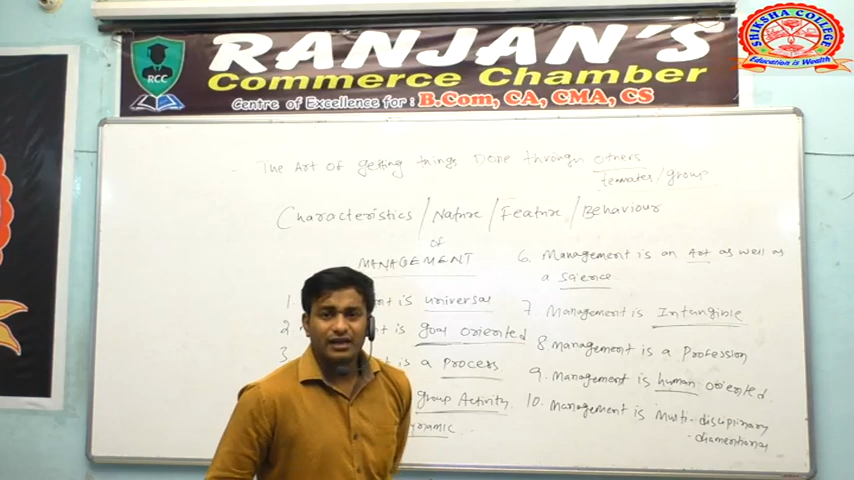 RANJAN'S
Commerce Chamber
Centre of Excellence for : B.Com, CA, CMA, CS
RCC
SHIKSHA COLLEGE
Education is Wealth
The Art of getting things Done through others
/group
Characteristics / Nature / Feature / Behaviour
of
MANAGEMENT
1. nt is universal
2. nt is goal oriented
3 t is a Process
group Activity.
ynamic.
6. Management is an Art as well as
a science.
7 Management is Intangible
8. Management is a Profession
9. Management is human oriented.
10. Management is Multi-disciplinary